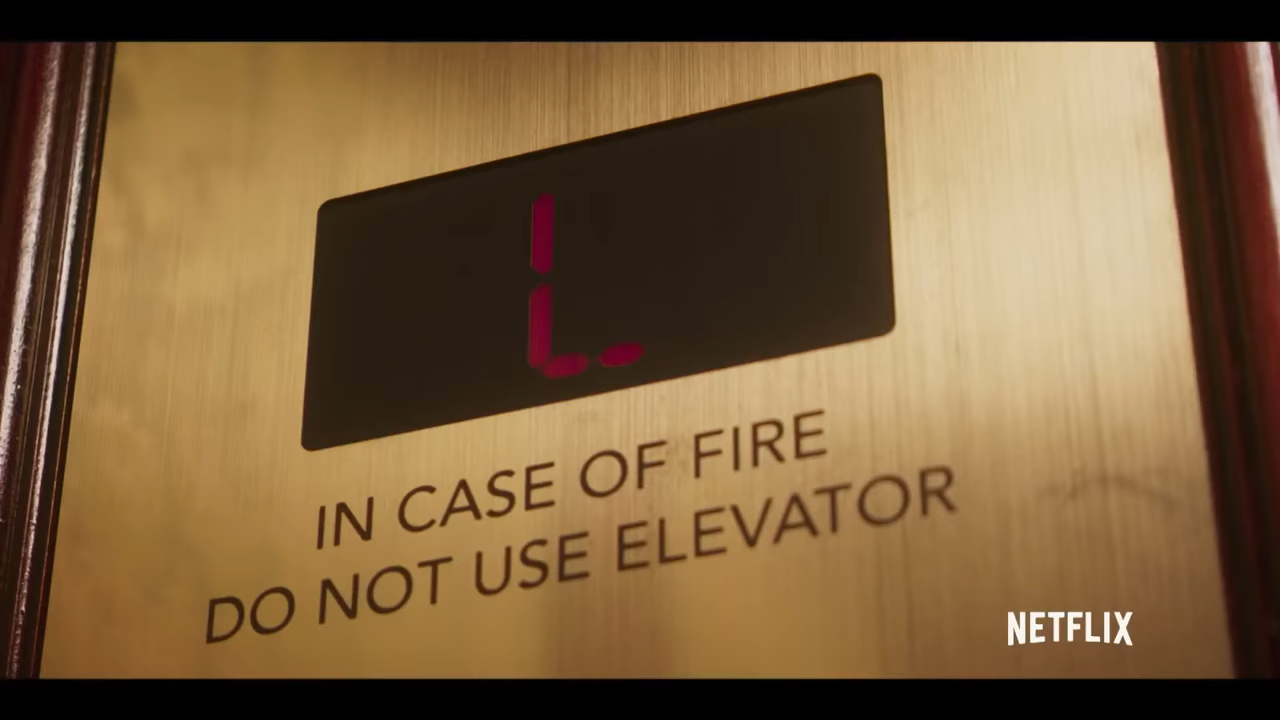 L.
IN CASE OF FIRE
DO NOT USE ELEVATOR
NETFLIX